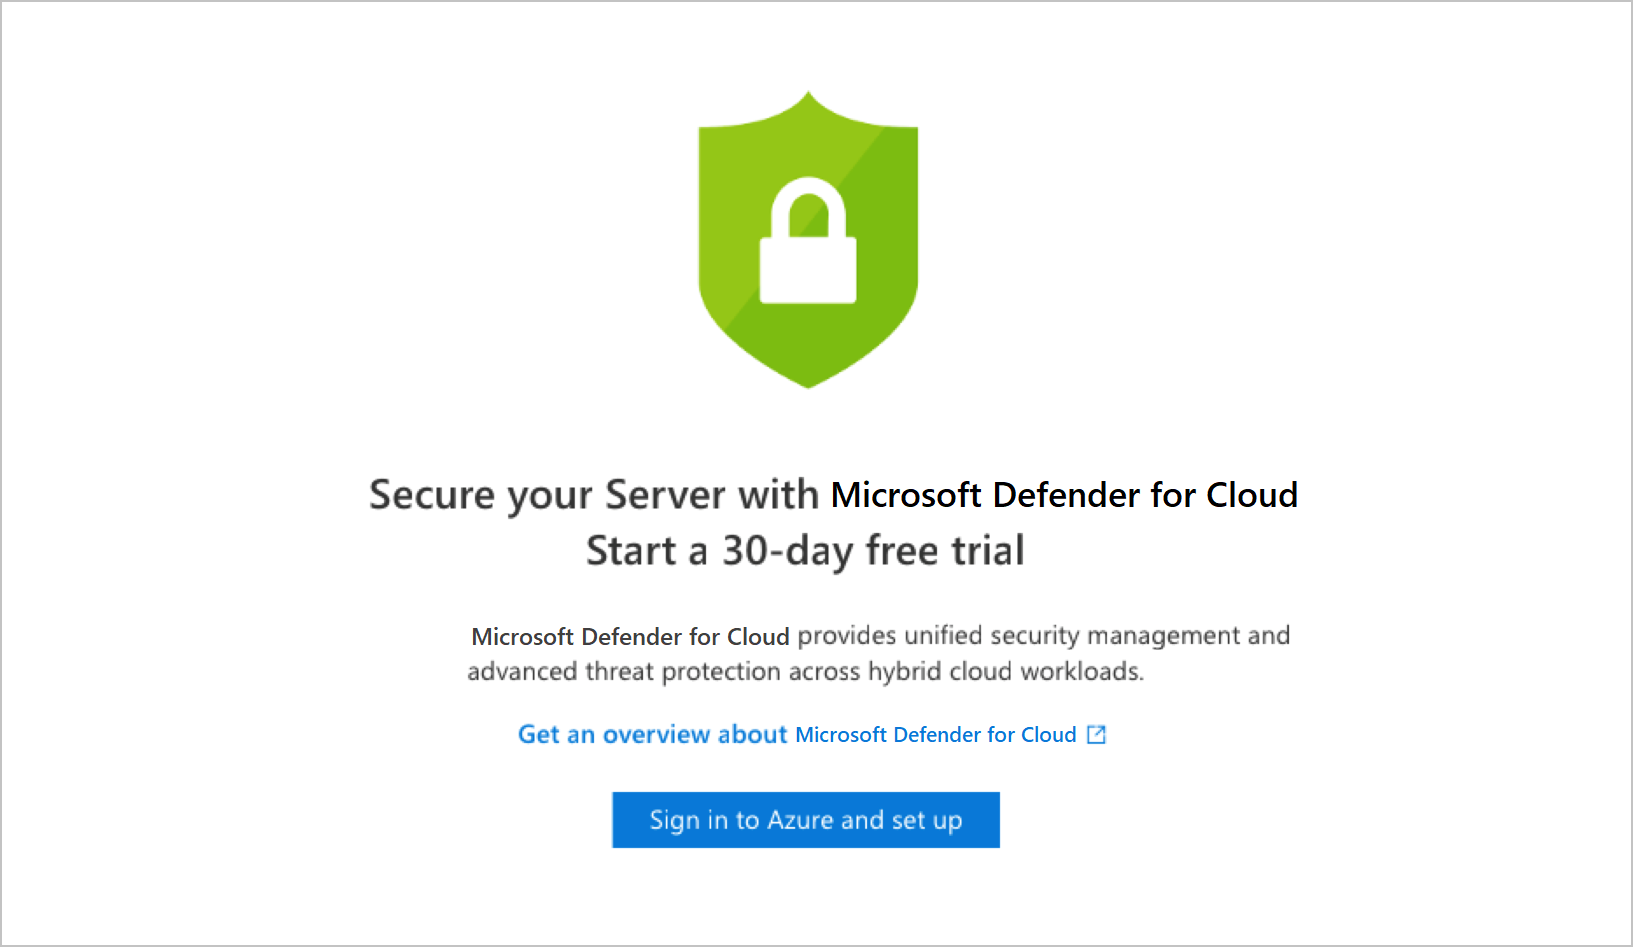 Secure your Server with Microsoft Defender for Cloud
Start a 30-day free trial
Microsoft Defender for Cloud provides unified security management and
advanced threat protection across hybrid cloud workloads.
Get an overview about Microsoft Defender for Cloud
Sign in to Azure and set up